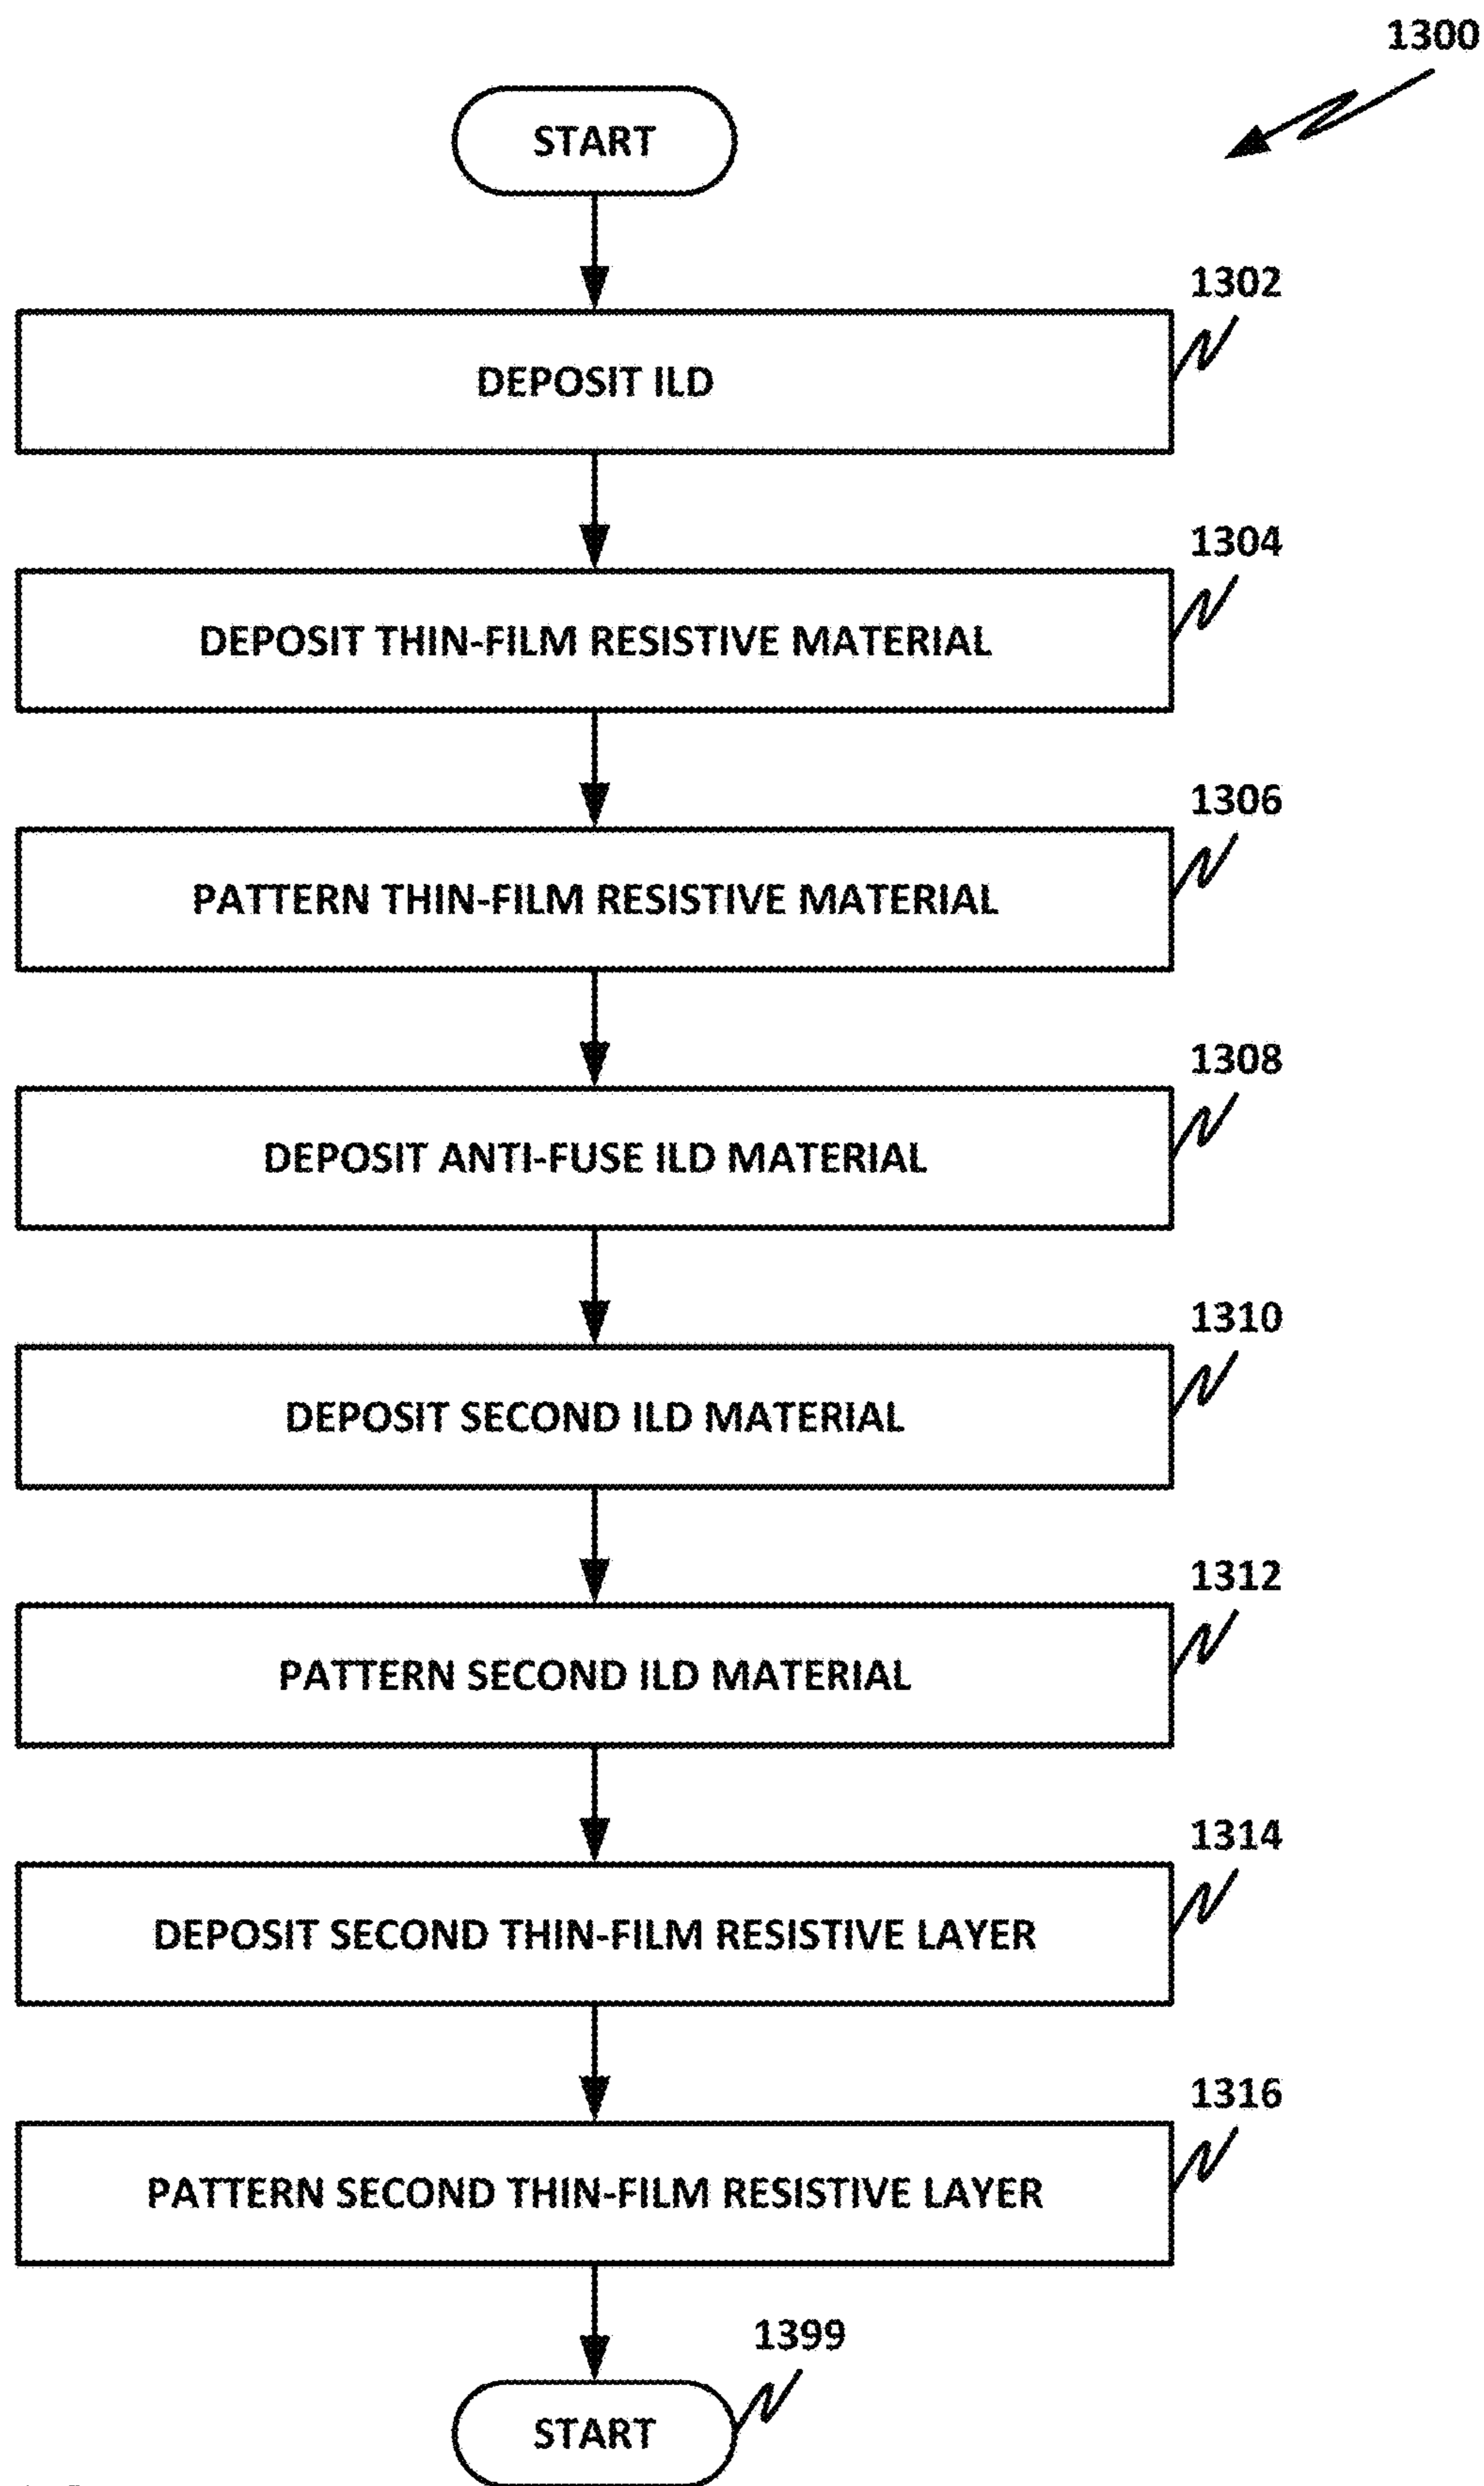 1300
START
1302
DEPOSIT ILD
1304
DEPOSIT THIN-FILM RESISTIVE MATERIAL
1306
PATTERN THIN-FILM RESISTIVE MATERIAL
1308
DEPOSIT ANTI-FUSE ILD MATERIAL
1310
DEPOSIT SECOND ILD MATERIAL
1312
PATTERN SECOND ILD MATERIAL
1314
DEPOSIT SECOND THIN-FILM RESISTIVE LAYER
1316
PATTERN SECOND THIN-FILM RESISTIVE LAYER
1399
START